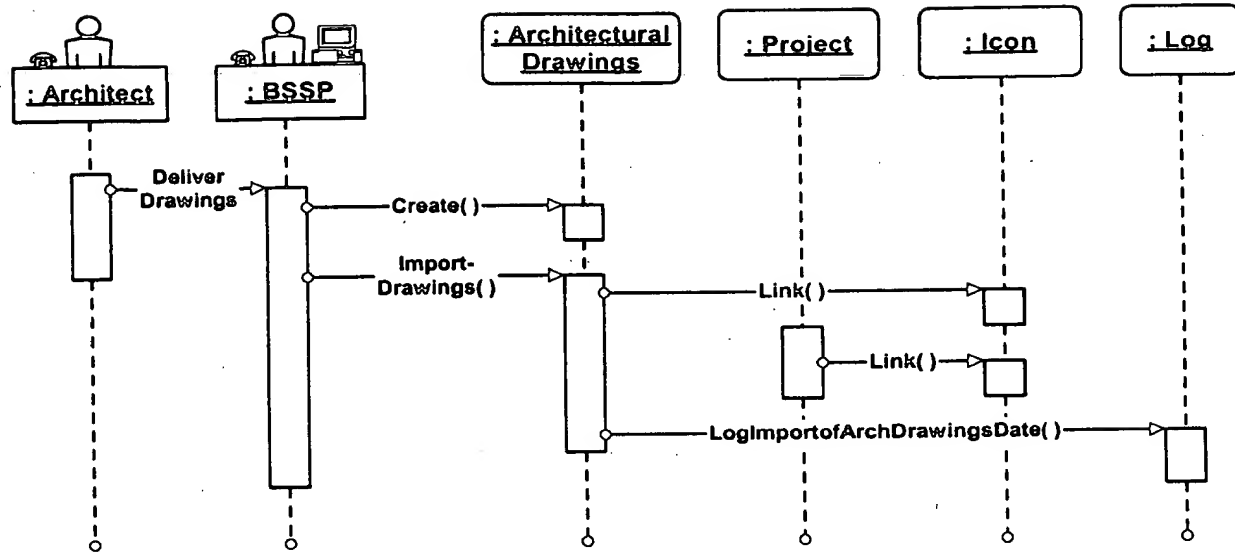 : Architect
: BSSP
: Architectural
Drawings
: Project
: Icon
: Log
Deliver
Drawings
Create( )
Import-
Drawings( )
Link( )
Link( )
LogImportofArchDrawingsDate( )